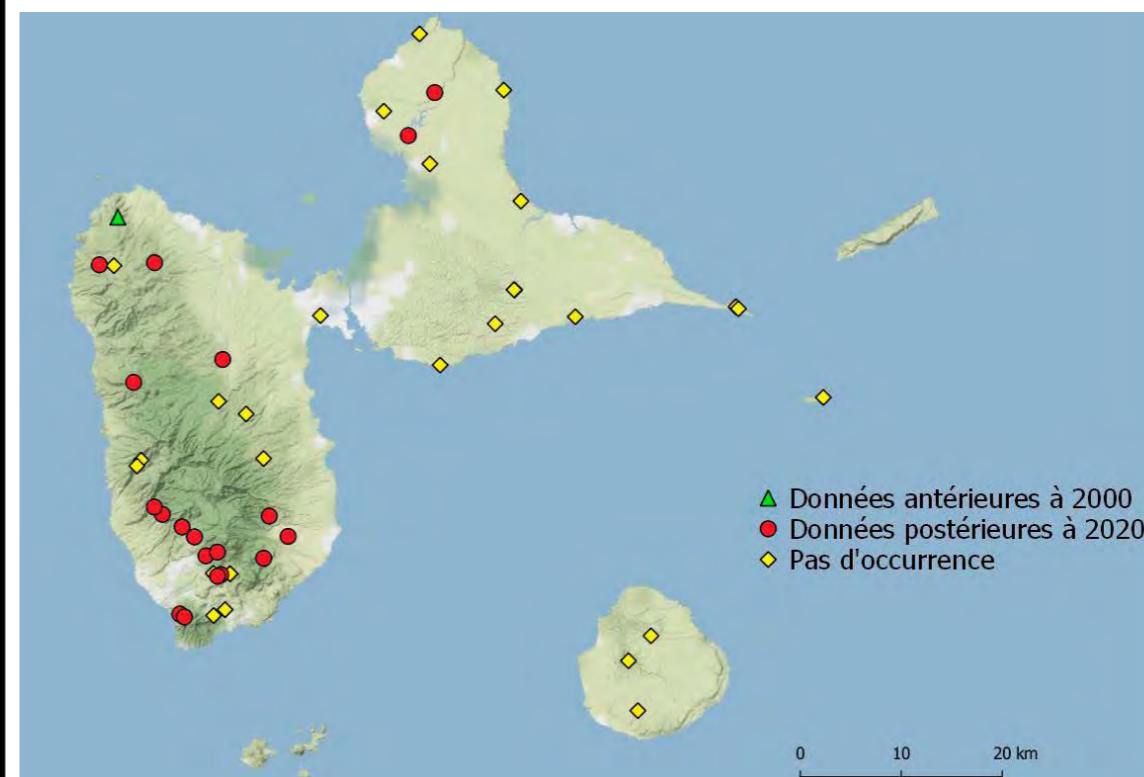 Données antérieures à 2000
Données postérieures à 2020
Pas d'occurrence
0 10 20 km